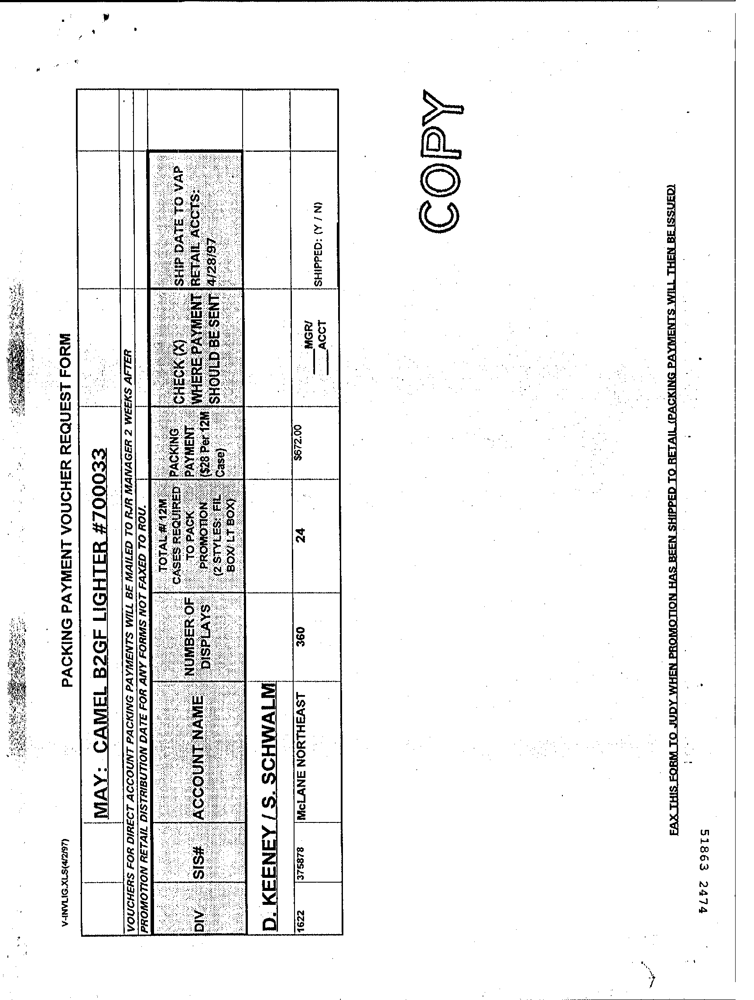 V-INVLIG.XLS(4/2/97)
PACKING PAYMENT VOUCHER REQUEST FORM
MAY: CAMEL B2GF LIGHTER #700033
VOUCHERS FOR DIRECT ACCOUNT PACKING PAYMENTS WILL BE MAILED TO RJR MANAGER 2 WEEKS AFTER
PROMOTION RETAIL DISTRIBUTION DATE FOR ANY FORMS NOT FAXED TO ROU.
DIV
SIS#
ACCOUNT NAME
NUMBER OF
DISPLAYS
TOTAL #/ 12M
CASES REQUIRED
TO PACK
PROMOTION
(2 STYLES: FIL
BOX/ LT BOX)
PACKING
PAYMENT
($28 Per 12M
Case)
CHECK (X)
WHERE PAYMENT
SHOULD BE SENT
SHIP DATE TO VAP
RETAIL ACCTS:
4/28/97
D. KEENEY / S. SCHWALM
1622
375878
McLANE NORTHEAST
360
24
$672.00
___MGR/
___ACCT
SHIPPED: (Y / N)
COPY
FAX THIS FORM TO JUDY WHEN PROMOTION HAS BEEN SHIPPED TO RETAIL (PACKING PAYMENTS WILL THEN BE ISSUED)
51863 2474